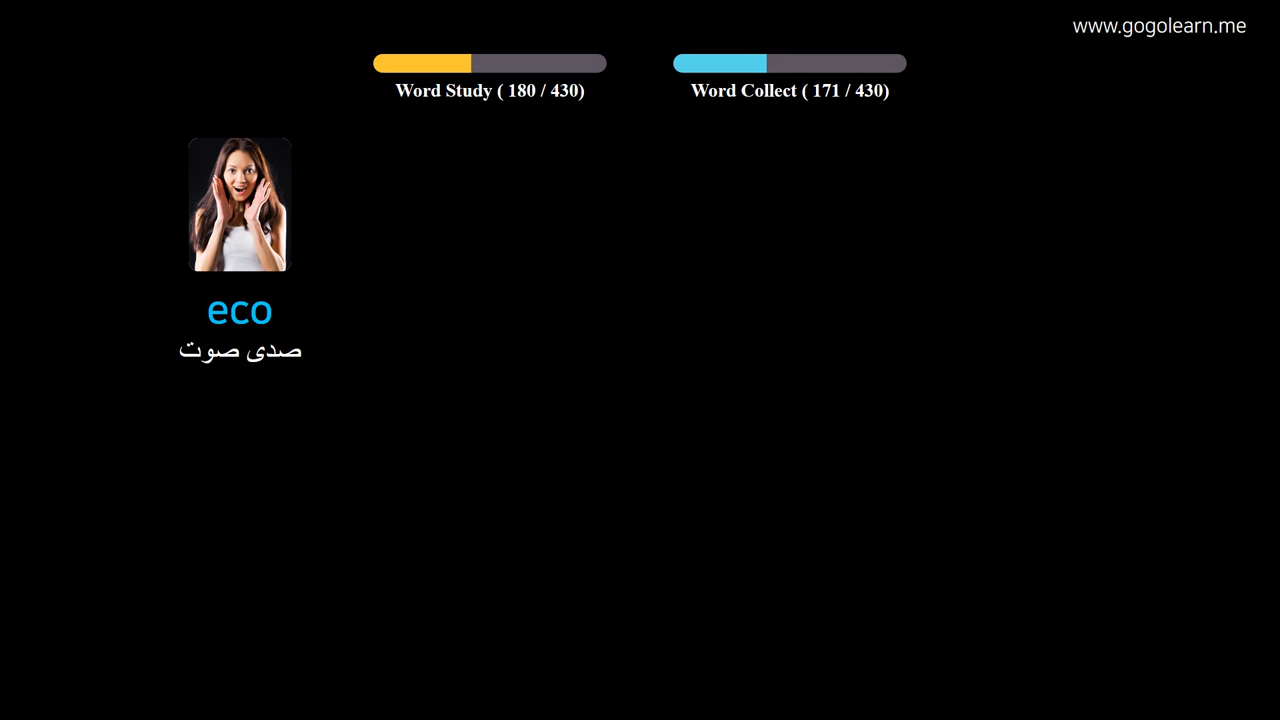 www.gogolearn.me
Word Study ( 180 / 430)
Word Collect ( 171 / 430)
eco
صدى صوت